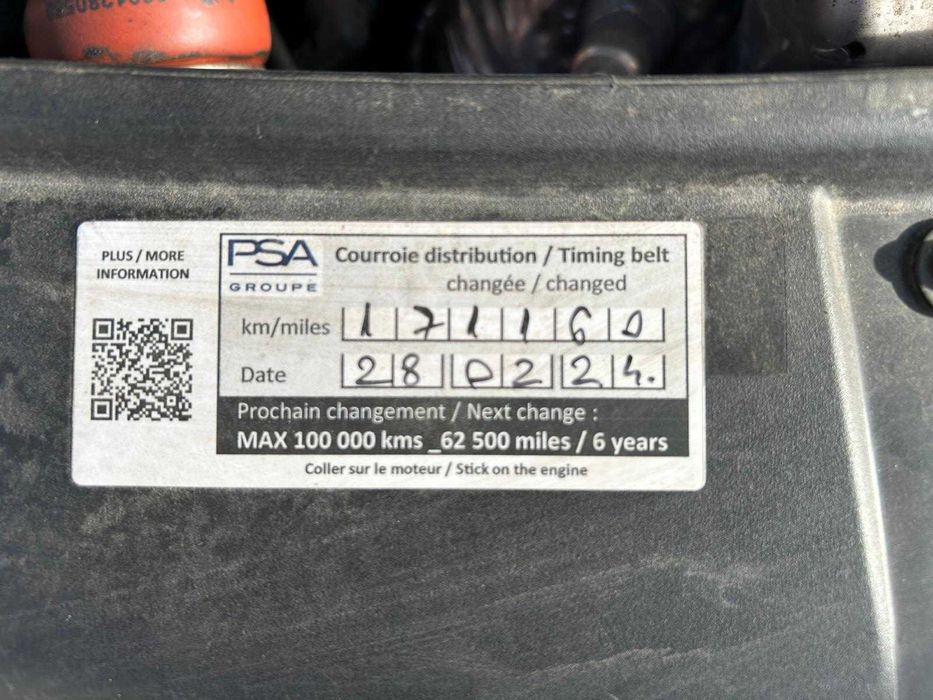 PLUS / MORE
INFORMATION
PSA
GROUPE
Courroie distribution / Timing belt
changée / changed
km/miles 171160
Date 28 02 24.
Prochain changement / Next change :
MAX 100 000 kms _62 500 miles / 6 years
Coller sur le moteur / Stick on the engine